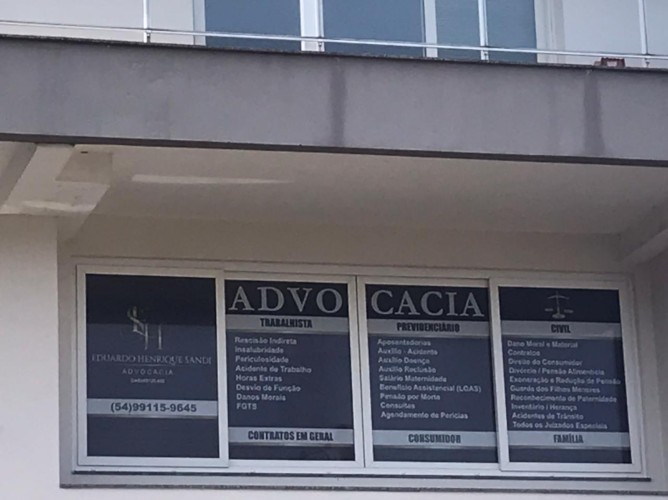 SH
EDUARDO HENRIQUE SANDI
ADVOCACIA
(54)99115-9645
ADVOCACIA
TRABALHISTA
Rescisão Indireta
Insalubridade
Periculosidade
Acidente de Trabalho
Horas Extras
Desvio de Função
Danos Morais
FGTS
CONTRATOS EM GERAL
PREVIDENCIÁRIO
Aposentadorias
Auxílio - Acidente
Auxílio Doença
Auxílio Reclusão
Salário Maternidade
Benefício Assistencial (LOAS)
Pensão por Morte
Consultas
Agendamento de Perícias
CONSUMIDOR
CIVIL
Dano Moral e Material
Contratos
Direito do Consumidor
Divórcio / Pensão Alimentícia
Exoneração e Redução de Pensão
Guarda dos Filhos Menores
Reconhecimento de Paternidade
Inventário / Herança
Acidentes de Trânsito
Todos os Juizados Especiais
FAMÍLIA